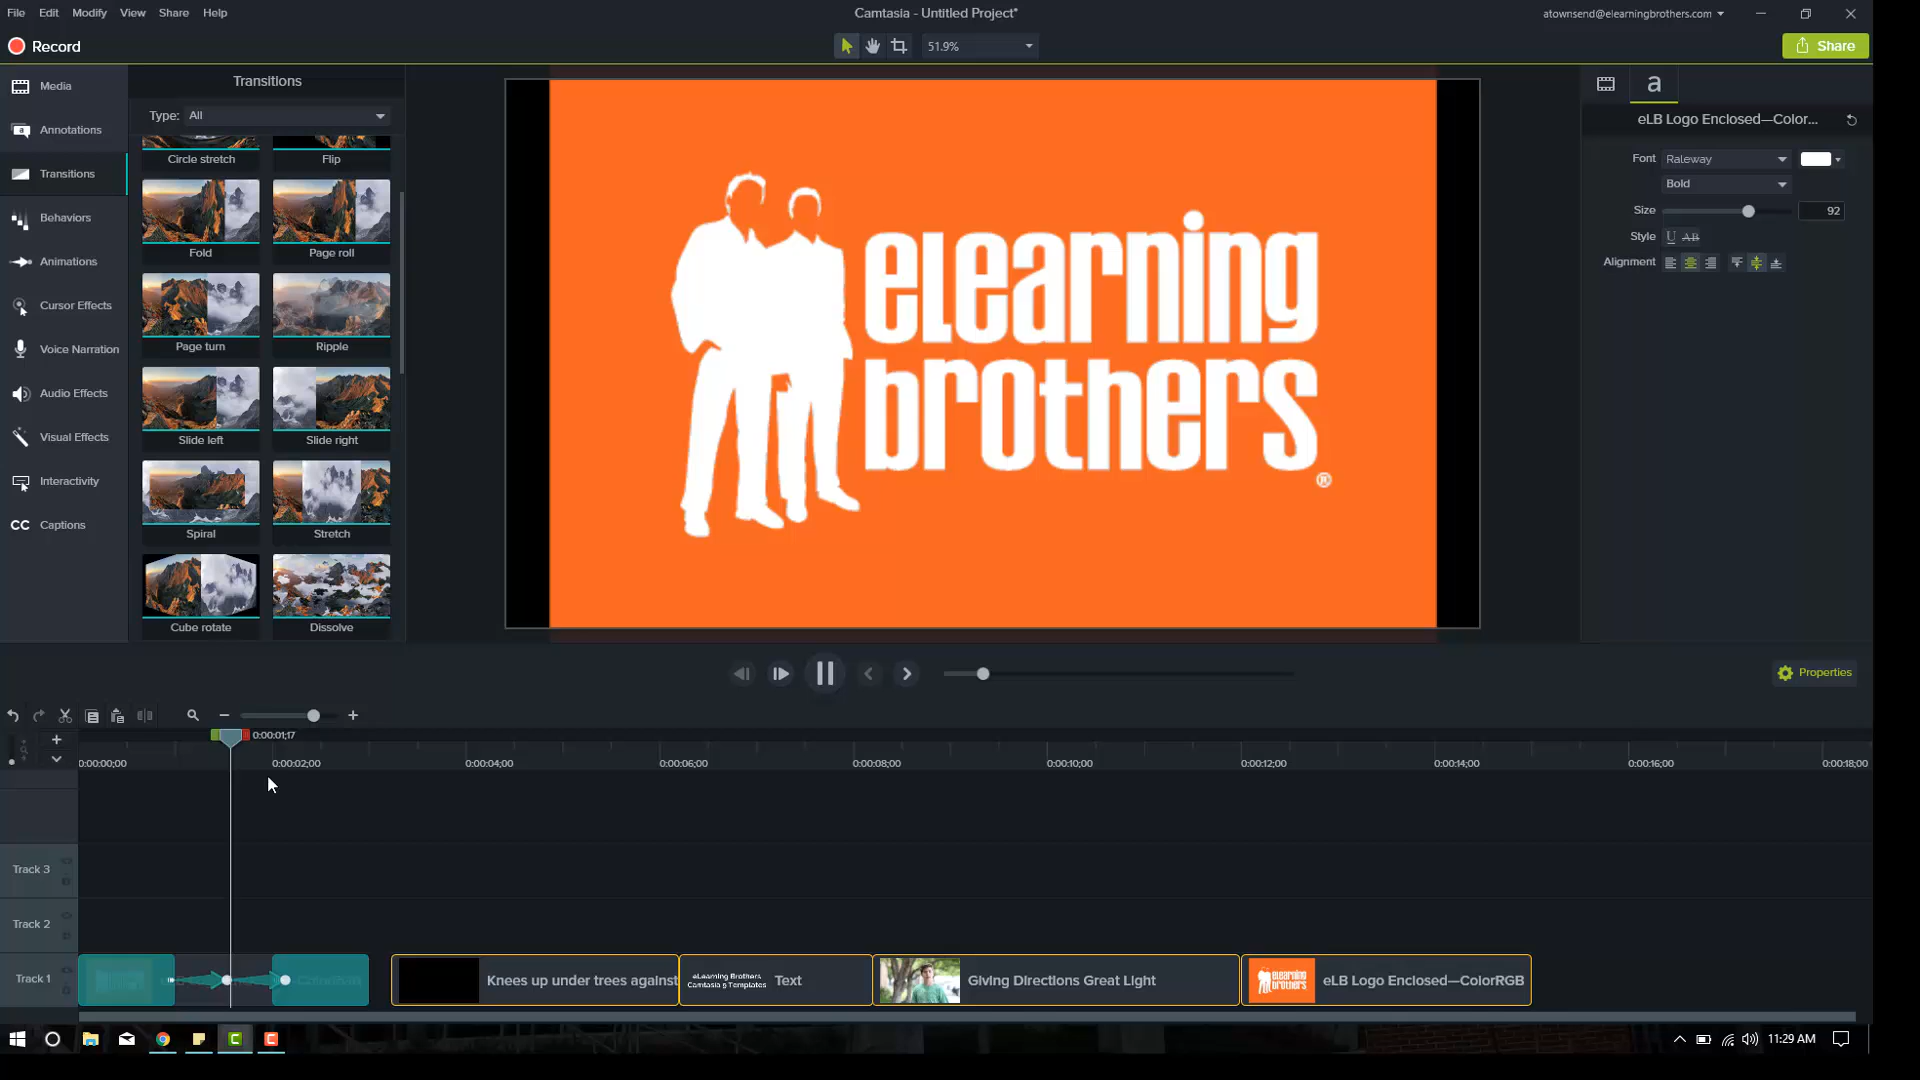 File Edit Modify View Share Help
Camtasia - Untitled Project*
atownsend@elearningbrothers.com
Record
51.9%
Share
Media
Annotations
Transitions
Behaviors
Animations
Cursor Effects
Voice Narration
Audio Effects
Visual Effects
Interactivity
CC Captions
Transitions
Type: All
Circle stretch Flip
Fold Page roll
Page turn Ripple
Slide left Slide right
Spiral Stretch
Cube rotate Dissolve
eLearning
brothers
®
a
eLB Logo Enclosed—Color...
Font Raleway
Bold
Size 92
Style U AB
Alignment
Properties
0:00:01;17
0:00:00;00 0:00:02;00 0:00:04;00 0:00:06;00 0:00:08;00 0:00:10;00 0:00:12;00 0:00:14;00 0:00:16;00 0:00:18;00
Track 3
Track 2
Track 1
Knees up under trees against
eLearning Brothers
Camtasia 9 Templates
Text
Giving Directions Great Light
eLB Logo Enclosed—ColorRGB
11:29 AM